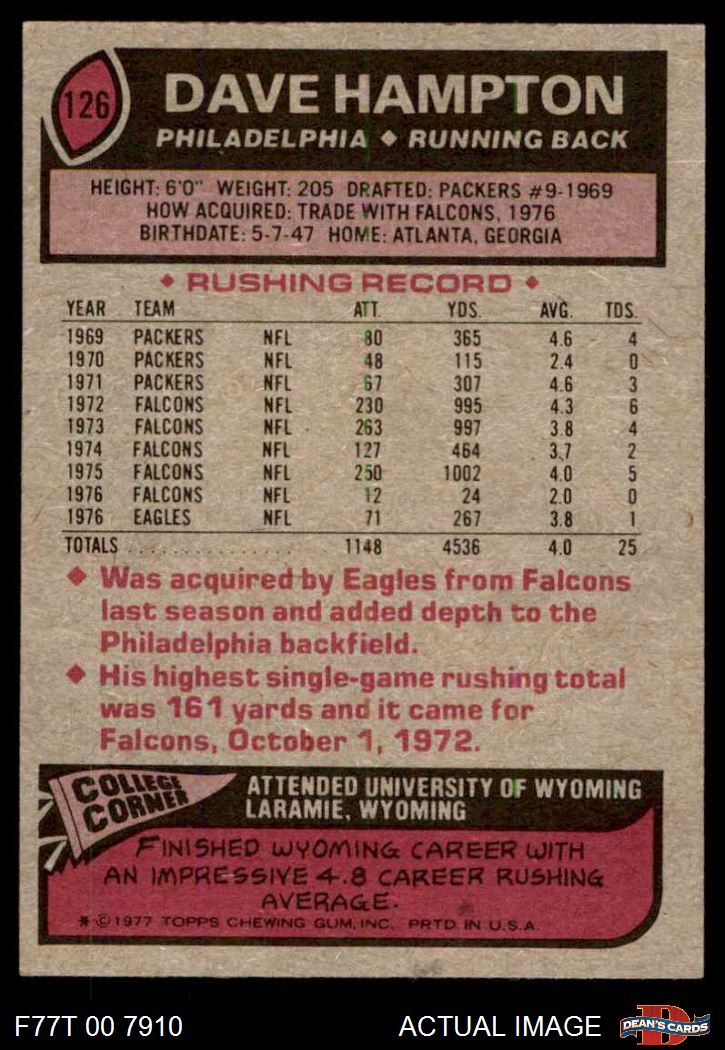 126
DAVE HAMPTON
PHILADELPHIA ◆ RUNNING BACK
HEIGHT: 6'0" WEIGHT: 205 DRAFTED: PACKERS #9-1969
HOW ACQUIRED: TRADE WITH FALCONS, 1976
BIRTHDATE: 5-7-47 HOME: ATLANTA, GEORGIA
◆ RUSHING RECORD ◆
YEAR TEAM ATT. YDS. AVG. TDS.
1969 PACKERS NFL 80 365 4.6 4
1970 PACKERS NFL 48 115 2.4 0
1971 PACKERS NFL 67 307 4.6 3
1972 FALCONS NFL 230 995 4.3 6
1973 FALCONS NFL 263 997 3.8 4
1974 FALCONS NFL 127 464 3.7 2
1975 FALCONS NFL 250 1002 4.0 5
1976 FALCONS NFL 12 24 2.0 0
1976 EAGLES NFL 71 267 3.8 1
TOTALS . . . . . . . . . . . . . . . 1148 4536 4.0 25
◆ Was acquired by Eagles from Falcons
last season and added depth to the
Philadelphia backfield.
◆ His highest single-game rushing total
was 161 yards and it came for
Falcons, October 1, 1972.
COLLEGE
CORNER
ATTENDED UNIVERSITY OF WYOMING
LARAMIE, WYOMING
FINISHED WYOMING CAREER WITH
AN IMPRESSIVE 4.8 CAREER RUSHING
AVERAGE.
* © 1977 TOPPS CHEWING GUM, INC. PRTD. IN U.S.A.
F77T 00 7910 ACTUAL IMAGE
D
DEAN'S CARDS